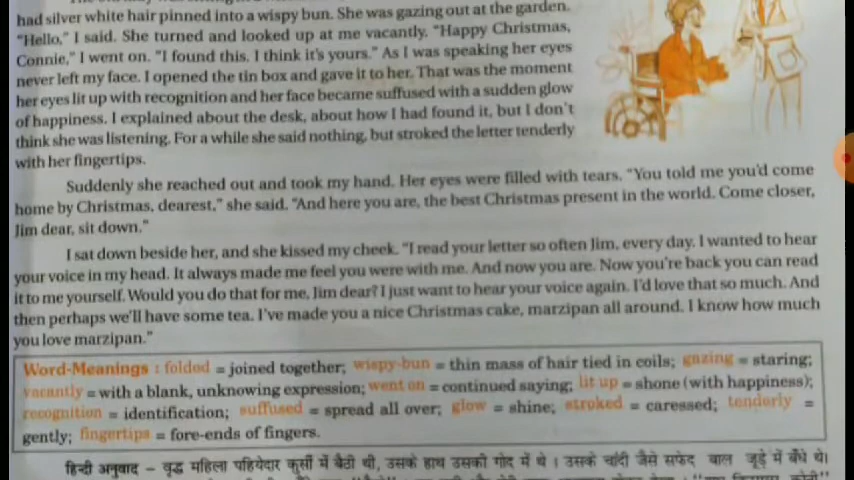 had silver white hair pinned into a wispy bun. She was gazing out at the garden.
"Hello," I said. She turned and looked up at me vacantly. "Happy Christmas,
Connie," I went on. "I found this. I think it's yours." As I was speaking her eyes
never left my face. I opened the tin box and gave it to her. That was the moment
her eyes lit up with recognition and her face became suffused with a sudden glow
of happiness. I explained about the desk, about how I had found it, but I don't
think she was listening. For a while she said nothing, but stroked the letter tenderly
with her fingertips.
Suddenly she reached out and took my hand. Her eyes were filled with tears. "You told me you'd come
home by Christmas, dearest," she said. "And here you are, the best Christmas present in the world. Come closer,
Jim dear, sit down."
I sat down beside her, and she kissed my cheek. "I read your letter so often Jim, every day. I wanted to hear
your voice in my head. It always made me feel you were with me. And now you are. Now you're back you can read
it to me yourself. Would you do that for me, Jim dear? I just want to hear your voice again. I'd love that so much. And
then perhaps we'll have some tea. I've made you a nice Christmas cake, marzipan all around. I know how much
you love marzipan."
Word-Meanings : folded = joined together; wispy-bun = thin mass of hair tied in coils; gazing = staring;
vacantly = with a blank, unknowing expression; went on = continued saying; lit up = shone (with happiness);
recognition = identification; suffused = spread all over; glow = shine; stroked = caressed; tenderly =
gently; fingertips = fore-ends of fingers.
हिन्दी अनुवाद – वृद्ध महिला पहियेदार कुर्सी में बैठी थी, उसके हाथ उसकी गोद में थे। उसके चांदी जैसे सफेद बाल जूड़े में बँधे थे।